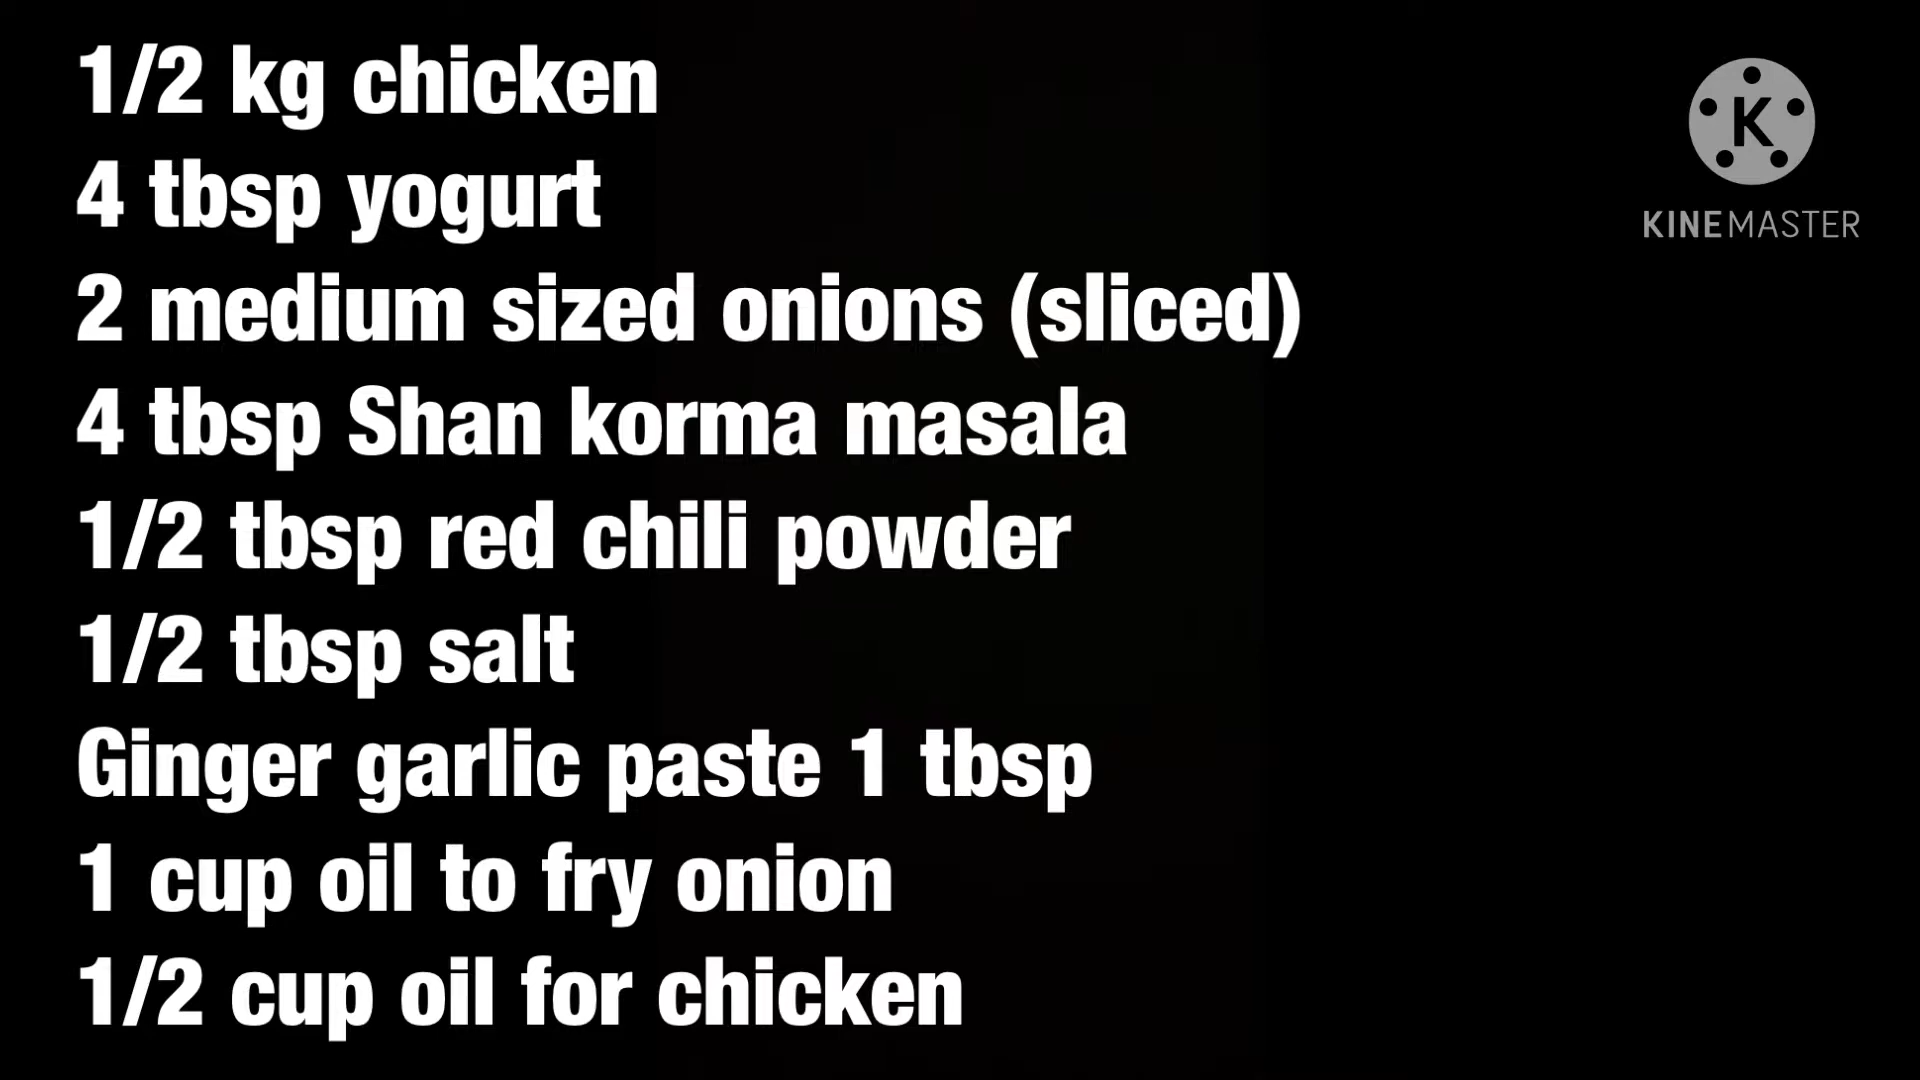 1/2 kg chicken
4 tbsp yogurt
2 medium sized onions (sliced)
4 tbsp Shan korma masala
1/2 tbsp red chili powder
1/2 tbsp salt
Ginger garlic paste 1 tbsp
1 cup oil to fry onion
1/2 cup oil for chicken
K
KINEMASTER